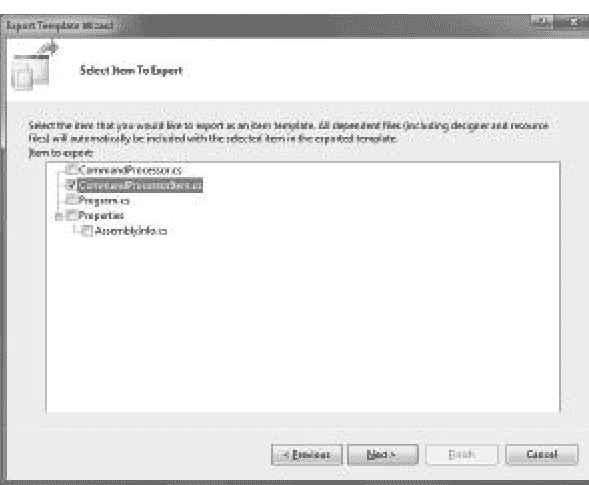 Export Template Wizard
Select Item To Export
Select the item that you would like to export as an item template. All dependent files (including designer and resource
files) will automatically be included with the selected item in the exported template.
Item to export:
CommandProcessor.cs
CommandProcessorItem.cs
Program.cs
Properties
AssemblyInfo.cs
< Previous
Next >
Finish
Cancel